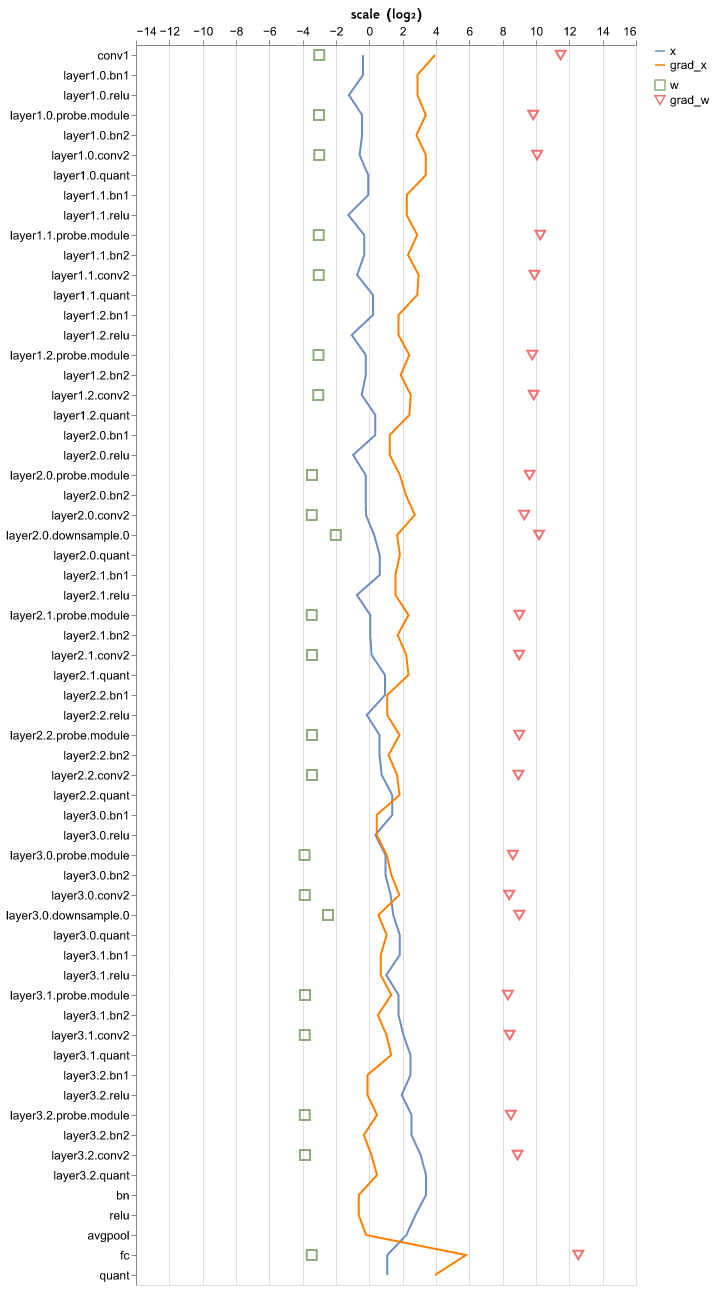 scale (log₂)
−14 −12 −10 −8 −6 −4 −2 0 2 4 6 8 10 12 14 16
x
grad_x
w
grad_w
conv1
layer1.0.bn1
layer1.0.relu
layer1.0.probe.module
layer1.0.bn2
layer1.0.conv2
layer1.0.quant
layer1.1.bn1
layer1.1.relu
layer1.1.probe.module
layer1.1.bn2
layer1.1.conv2
layer1.1.quant
layer1.2.bn1
layer1.2.relu
layer1.2.probe.module
layer1.2.bn2
layer1.2.conv2
layer1.2.quant
layer2.0.bn1
layer2.0.relu
layer2.0.probe.module
layer2.0.bn2
layer2.0.conv2
layer2.0.downsample.0
layer2.0.quant
layer2.1.bn1
layer2.1.relu
layer2.1.probe.module
layer2.1.bn2
layer2.1.conv2
layer2.1.quant
layer2.2.bn1
layer2.2.relu
layer2.2.probe.module
layer2.2.bn2
layer2.2.conv2
layer2.2.quant
layer3.0.bn1
layer3.0.relu
layer3.0.probe.module
layer3.0.bn2
layer3.0.conv2
layer3.0.downsample.0
layer3.0.quant
layer3.1.bn1
layer3.1.relu
layer3.1.probe.module
layer3.1.bn2
layer3.1.conv2
layer3.1.quant
layer3.2.bn1
layer3.2.relu
layer3.2.probe.module
layer3.2.bn2
layer3.2.conv2
layer3.2.quant
bn
relu
avgpool
fc
quant